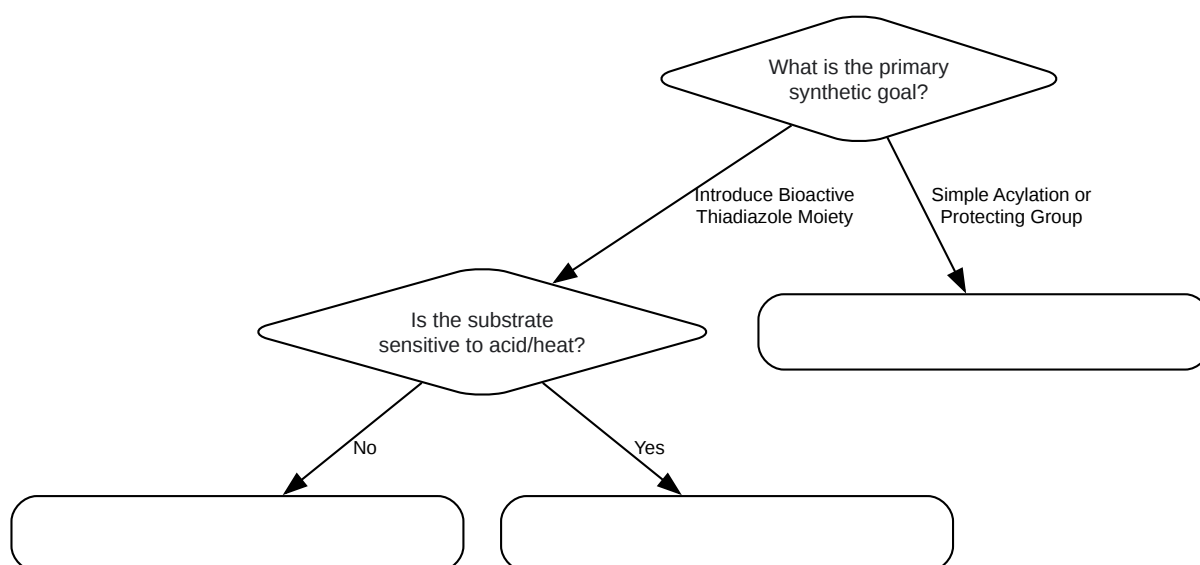 What is the primary
synthetic goal?
Introduce Bioactive
Thiadiazole Moiety
Simple Acylation or
Protecting Group
Is the substrate
sensitive to acid/heat?
No
Yes